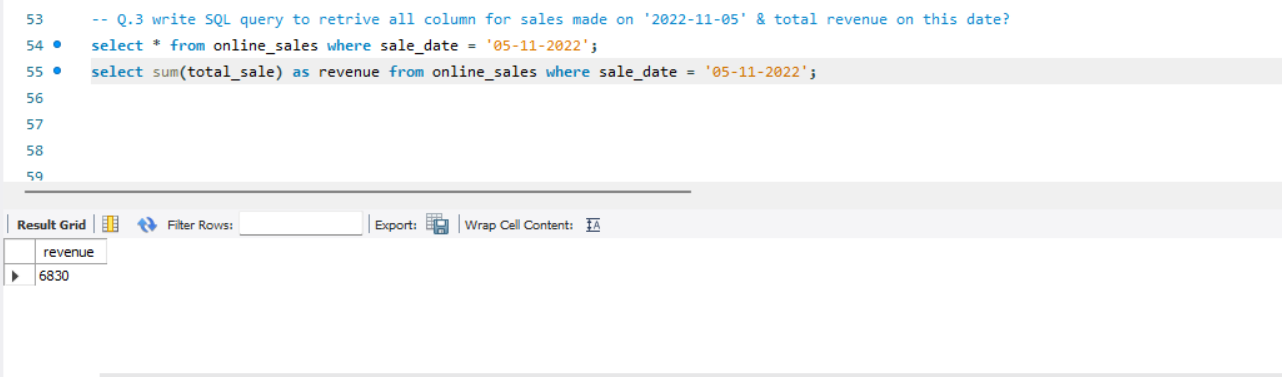 53 -- Q.3 write SQL query to retrive all column for sales made on '2022-11-05' & total revenue on this date?
54 select * from online_sales where sale_date = '05-11-2022';
55 select sum(total_sale) as revenue from online_sales where sale_date = '05-11-2022';
56
57
58
59
Result Grid Filter Rows: Export: Wrap Cell Content: IA
revenue
6830